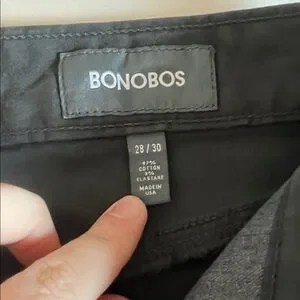 BONOBOS
28 / 30
97%
COTTON
3%
ELASTANE
MADE IN
USA